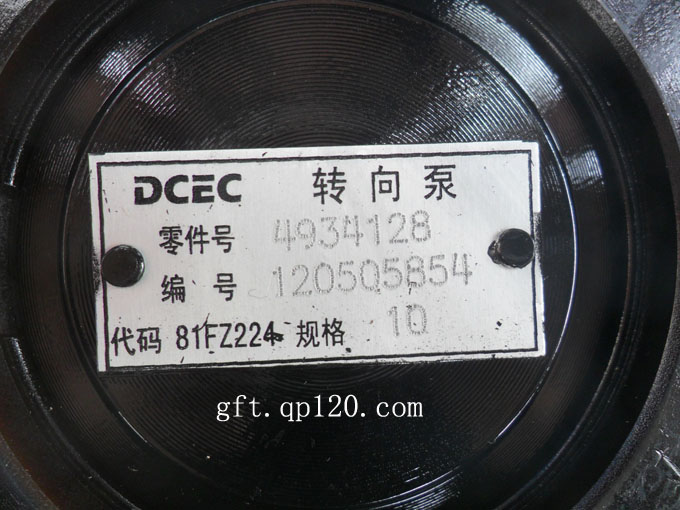 DCEC 转向泵
零件号 4934128
编号 120505854
代码 81FZ224 规格 10
gft.qp120.com